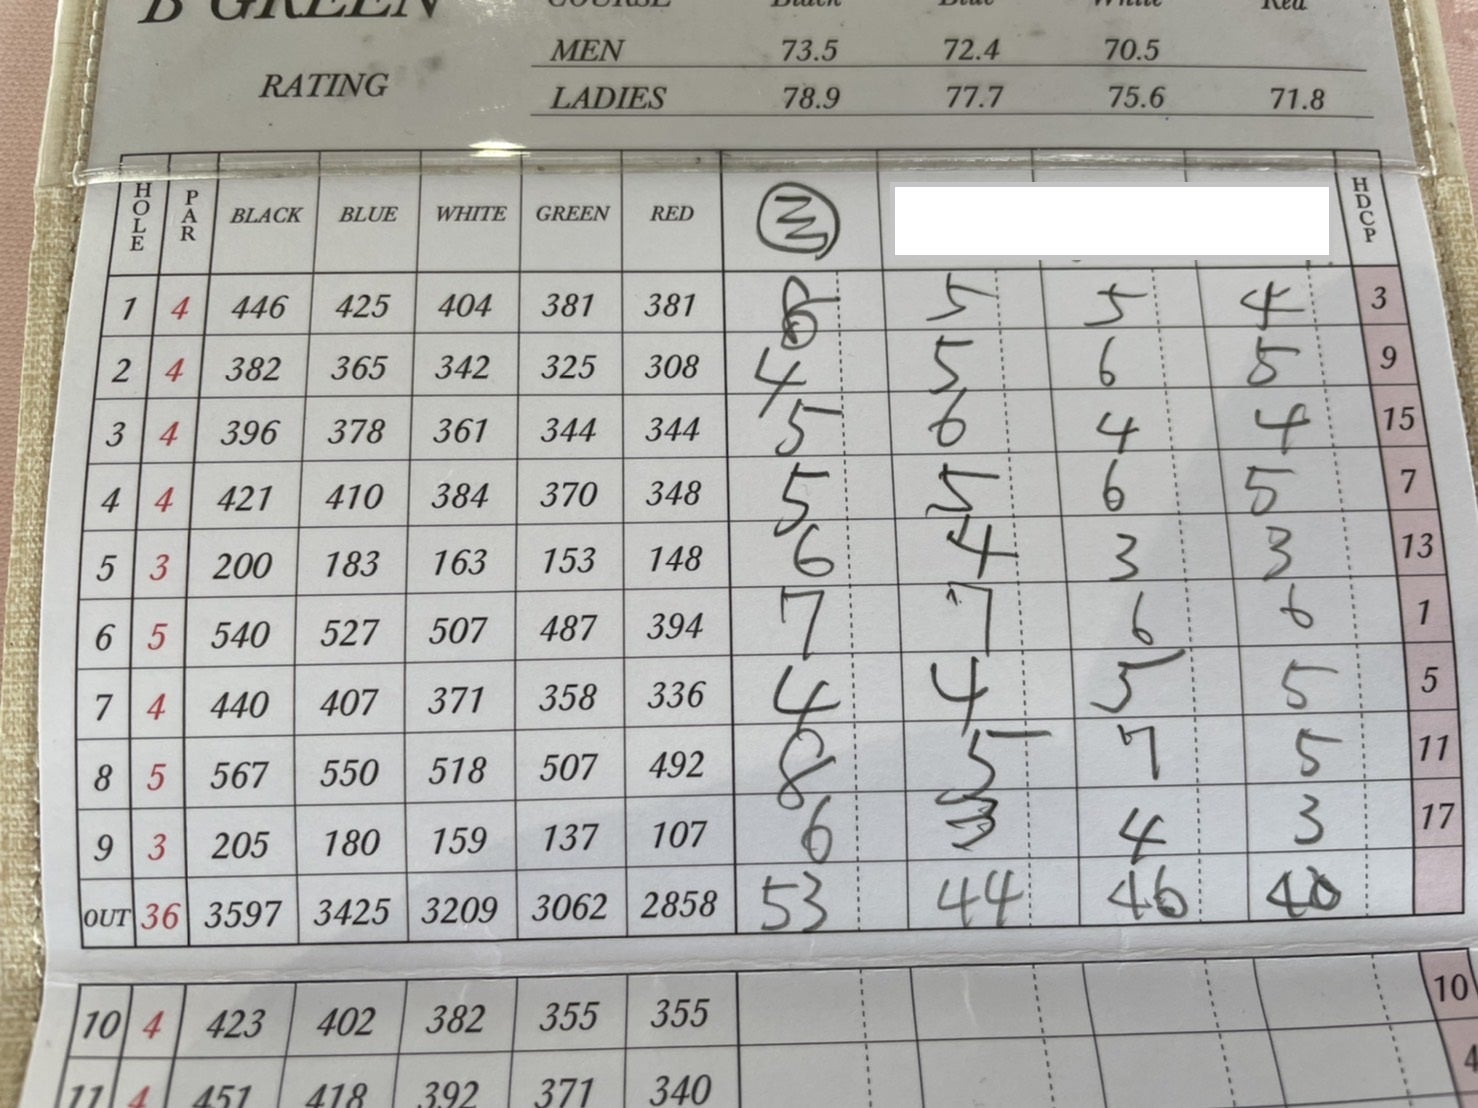 B GREEN
COURSE Black Blue White Red
MEN 73.5 72.4 70.5
RATING
LADIES 78.9 77.7 75.6 71.8
HOLE PAR BLACK BLUE WHITE GREEN RED HDCP
1 4 446 425 404 381 381 8 5 5 4 3
2 4 382 365 342 325 308 4 5 6 5 9
3 4 396 378 361 344 344 5 6 4 4 15
4 4 421 410 384 370 348 5 5 6 5 7
5 3 200 183 163 153 148 6 4 3 3 13
6 5 540 527 507 487 394 7 7 6 6 1
7 4 440 407 371 358 336 4 4 5 5 5
8 5 567 550 518 507 492 8 5 7 5 11
9 3 205 180 159 137 107 6 3 4 3 17
OUT 36 3597 3425 3209 3062 2858 53 44 46 40
10 4 423 402 382 355 355 10
11 4 451 418 392 371 340 4